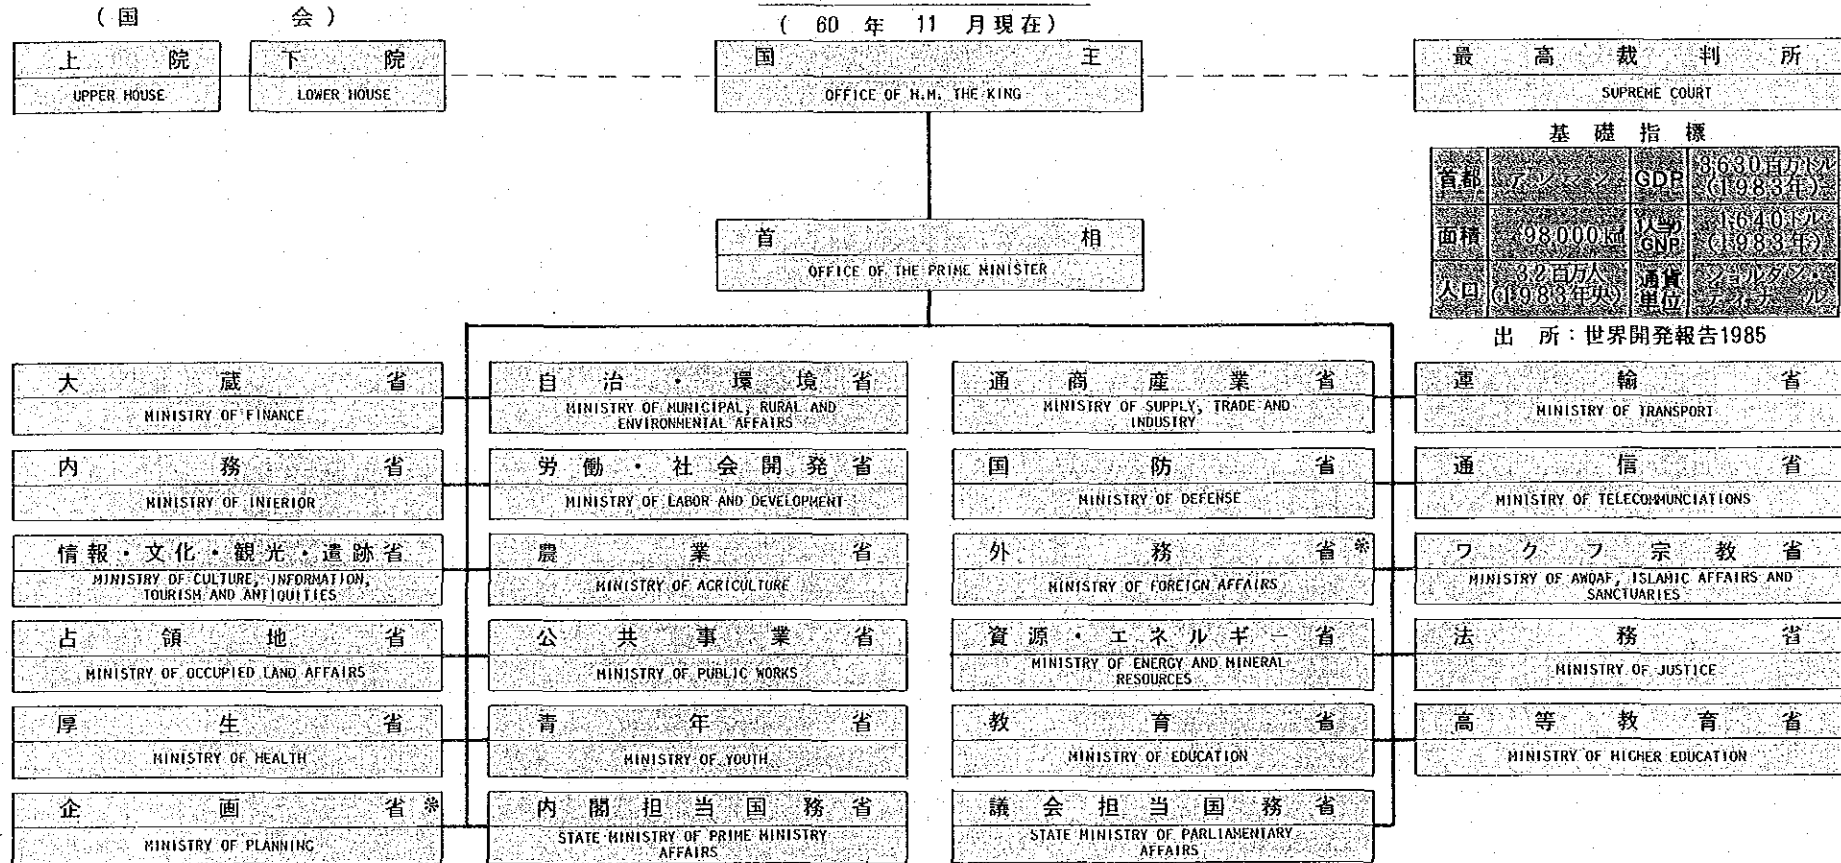 (国 会)
(60年 11月現在)
上院
UPPER HOUSE
下院
LOWER HOUSE
国王
OFFICE OF H.M. THE KING
最高裁判所
SUPREME COURT
基礎指標
首都 アンマン GDP 3630百万ドル (1983年)
面積 98000㎢ 1人当り GNP 1640ドル (1983年)
人口 32百万人 (1983年央) 通貨単位 ジョルダン・ディナール
出 所:世界開発報告1985
首相
OFFICE OF THE PRIME MINISTER
大蔵省
MINISTRY OF FINANCE
自治・環境省
MINISTRY OF MUNICIPAL, RURAL AND
ENVIRONMENTAL AFFAIRS
通商産業省
MINISTRY OF SUPPLY, TRADE AND
INDUSTRY
運輸省
MINISTRY OF TRANSPORT
内務省
MINISTRY OF INTERIOR
労働・社会開発省
MINISTRY OF LABOR AND DEVELOPMENT
国防省
MINISTRY OF DEFENSE
通信省
MINISTRY OF TELECOMMUNCIATIONS
情報・文化・観光・遺跡省
MINISTRY OF CULTURE, INFORMATION,
TOURISM AND ANTIQUITIES
農業省
MINISTRY OF AGRICULTURE
外務省※
MINISTRY OF FOREIGN AFFAIRS
ワクフ宗教省
MINISTRY OF AWQAF, ISLAMIC AFFAIRS AND
SANCTUARIES
占領地省
MINISTRY OF OCCUPIED LAND AFFAIRS
公共事業省
MINISTRY OF PUBLIC WORKS
資源・エネルギー省
MINISTRY OF ENERGY AND MINERAL
RESOURCES
法務省
MINISTRY OF JUSTICE
厚生省
MINISTRY OF HEALTH
青年省
MINISTRY OF YOUTH
教育省
MINISTRY OF EDUCATION
高等教育省
MINISTRY OF HIGHER EDUCATION
企画省※
MINISTRY OF PLANNING
内閣担当国務省
STATE MINISTRY OF PRIME MINISTRY
AFFAIRS
議会担当国務省
STATE MINISTRY OF PARLIAMENTARY
AFFAIRS